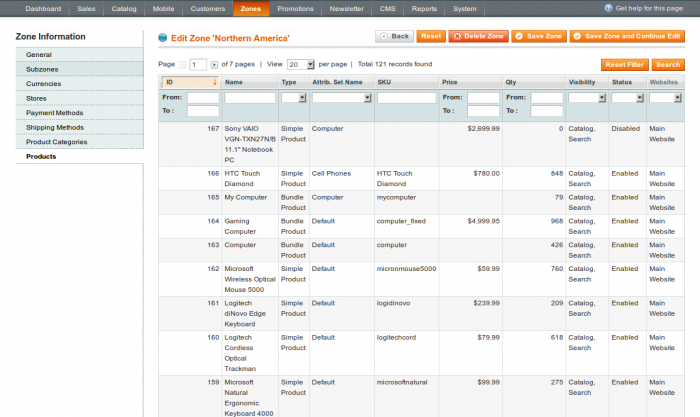 Dashboard Sales Catalog Mobile Customers Zones Promotions Newsletter CMS Reports System Get help for this page
Zone Information
General
Subzones
Currencies
Stores
Payment Methods
Shipping Methods
Product Categories
Products
Edit Zone 'Northern America' Back Reset Delete Zone Save Zone Save Zone and Continue Edit
Page 1 of 7 pages | View 20 per page | Total 121 records found Reset Filter Search
ID Name Type Attrib. Set Name SKU Price Qty Visibility Status Websites
From: From: From:
To : To : To :
167 Sony VAIO Simple Computer $2,699.99 0 Catalog, Disabled Main
VGN-TXN27N/B Product Search Website
11.1" Notebook
PC
166 HTC Touch Simple Cell Phones HTC Touch $780.00 848 Catalog, Enabled Main
Diamond Product Diamond Search Website
165 My Computer Bundle Computer mycomputer 79 Catalog, Enabled Main
Product Search Website
164 Gaming Bundle Default computer_fixed $4,999.95 968 Catalog, Enabled Main
Computer Product Search Website
163 Computer Bundle Default computer 426 Catalog, Enabled Main
Product Search Website
162 Microsoft Simple Default micronmouse5000 $59.99 760 Catalog, Enabled Main
Wireless Optical Product Search Website
Mouse 5000
161 Logitech Simple Default logidinovo $239.99 209 Catalog, Enabled Main
diNovo Edge Product Search Website
Keyboard
160 Logitech Simple Default logitechcord $79.99 618 Catalog, Enabled Main
Cordless Product Search Website
Optical
Trackman
159 Microsoft Simple Default microsoftnatural $99.99 275 Catalog, Enabled Main
Natural Product Search Website
Ergonomic
Keyboard 4000